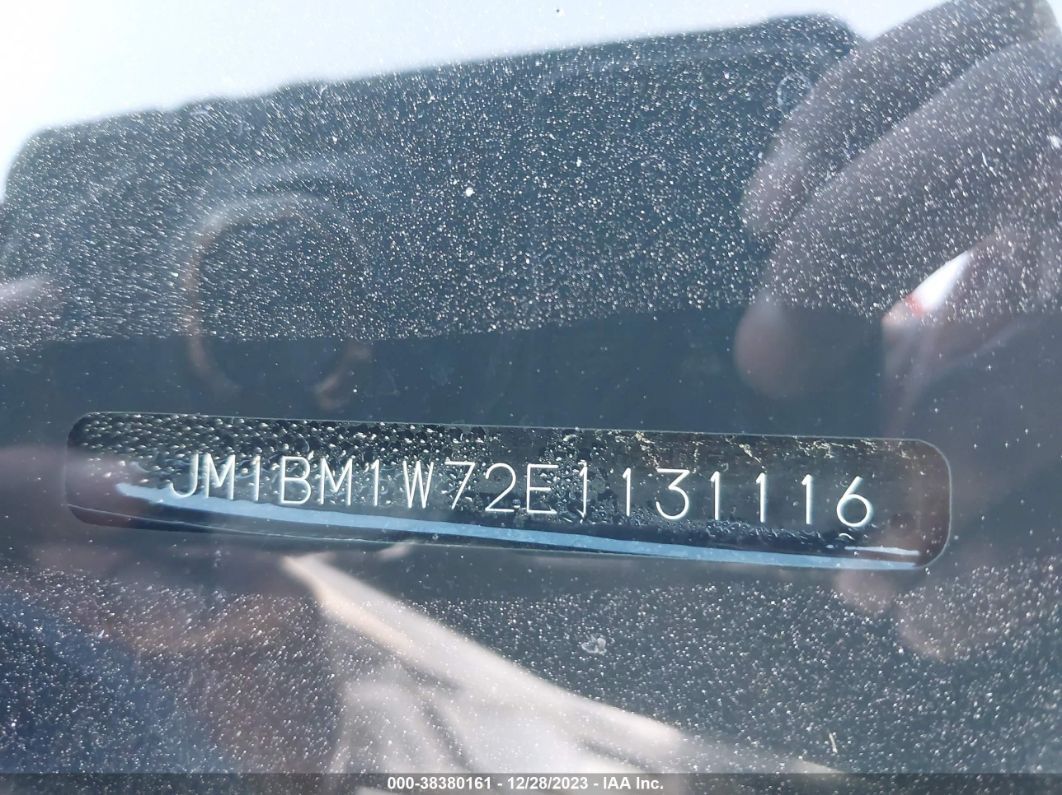 JM1BM1W72E1131116
000-38380161 - 12/28/2023 - IAA Inc.